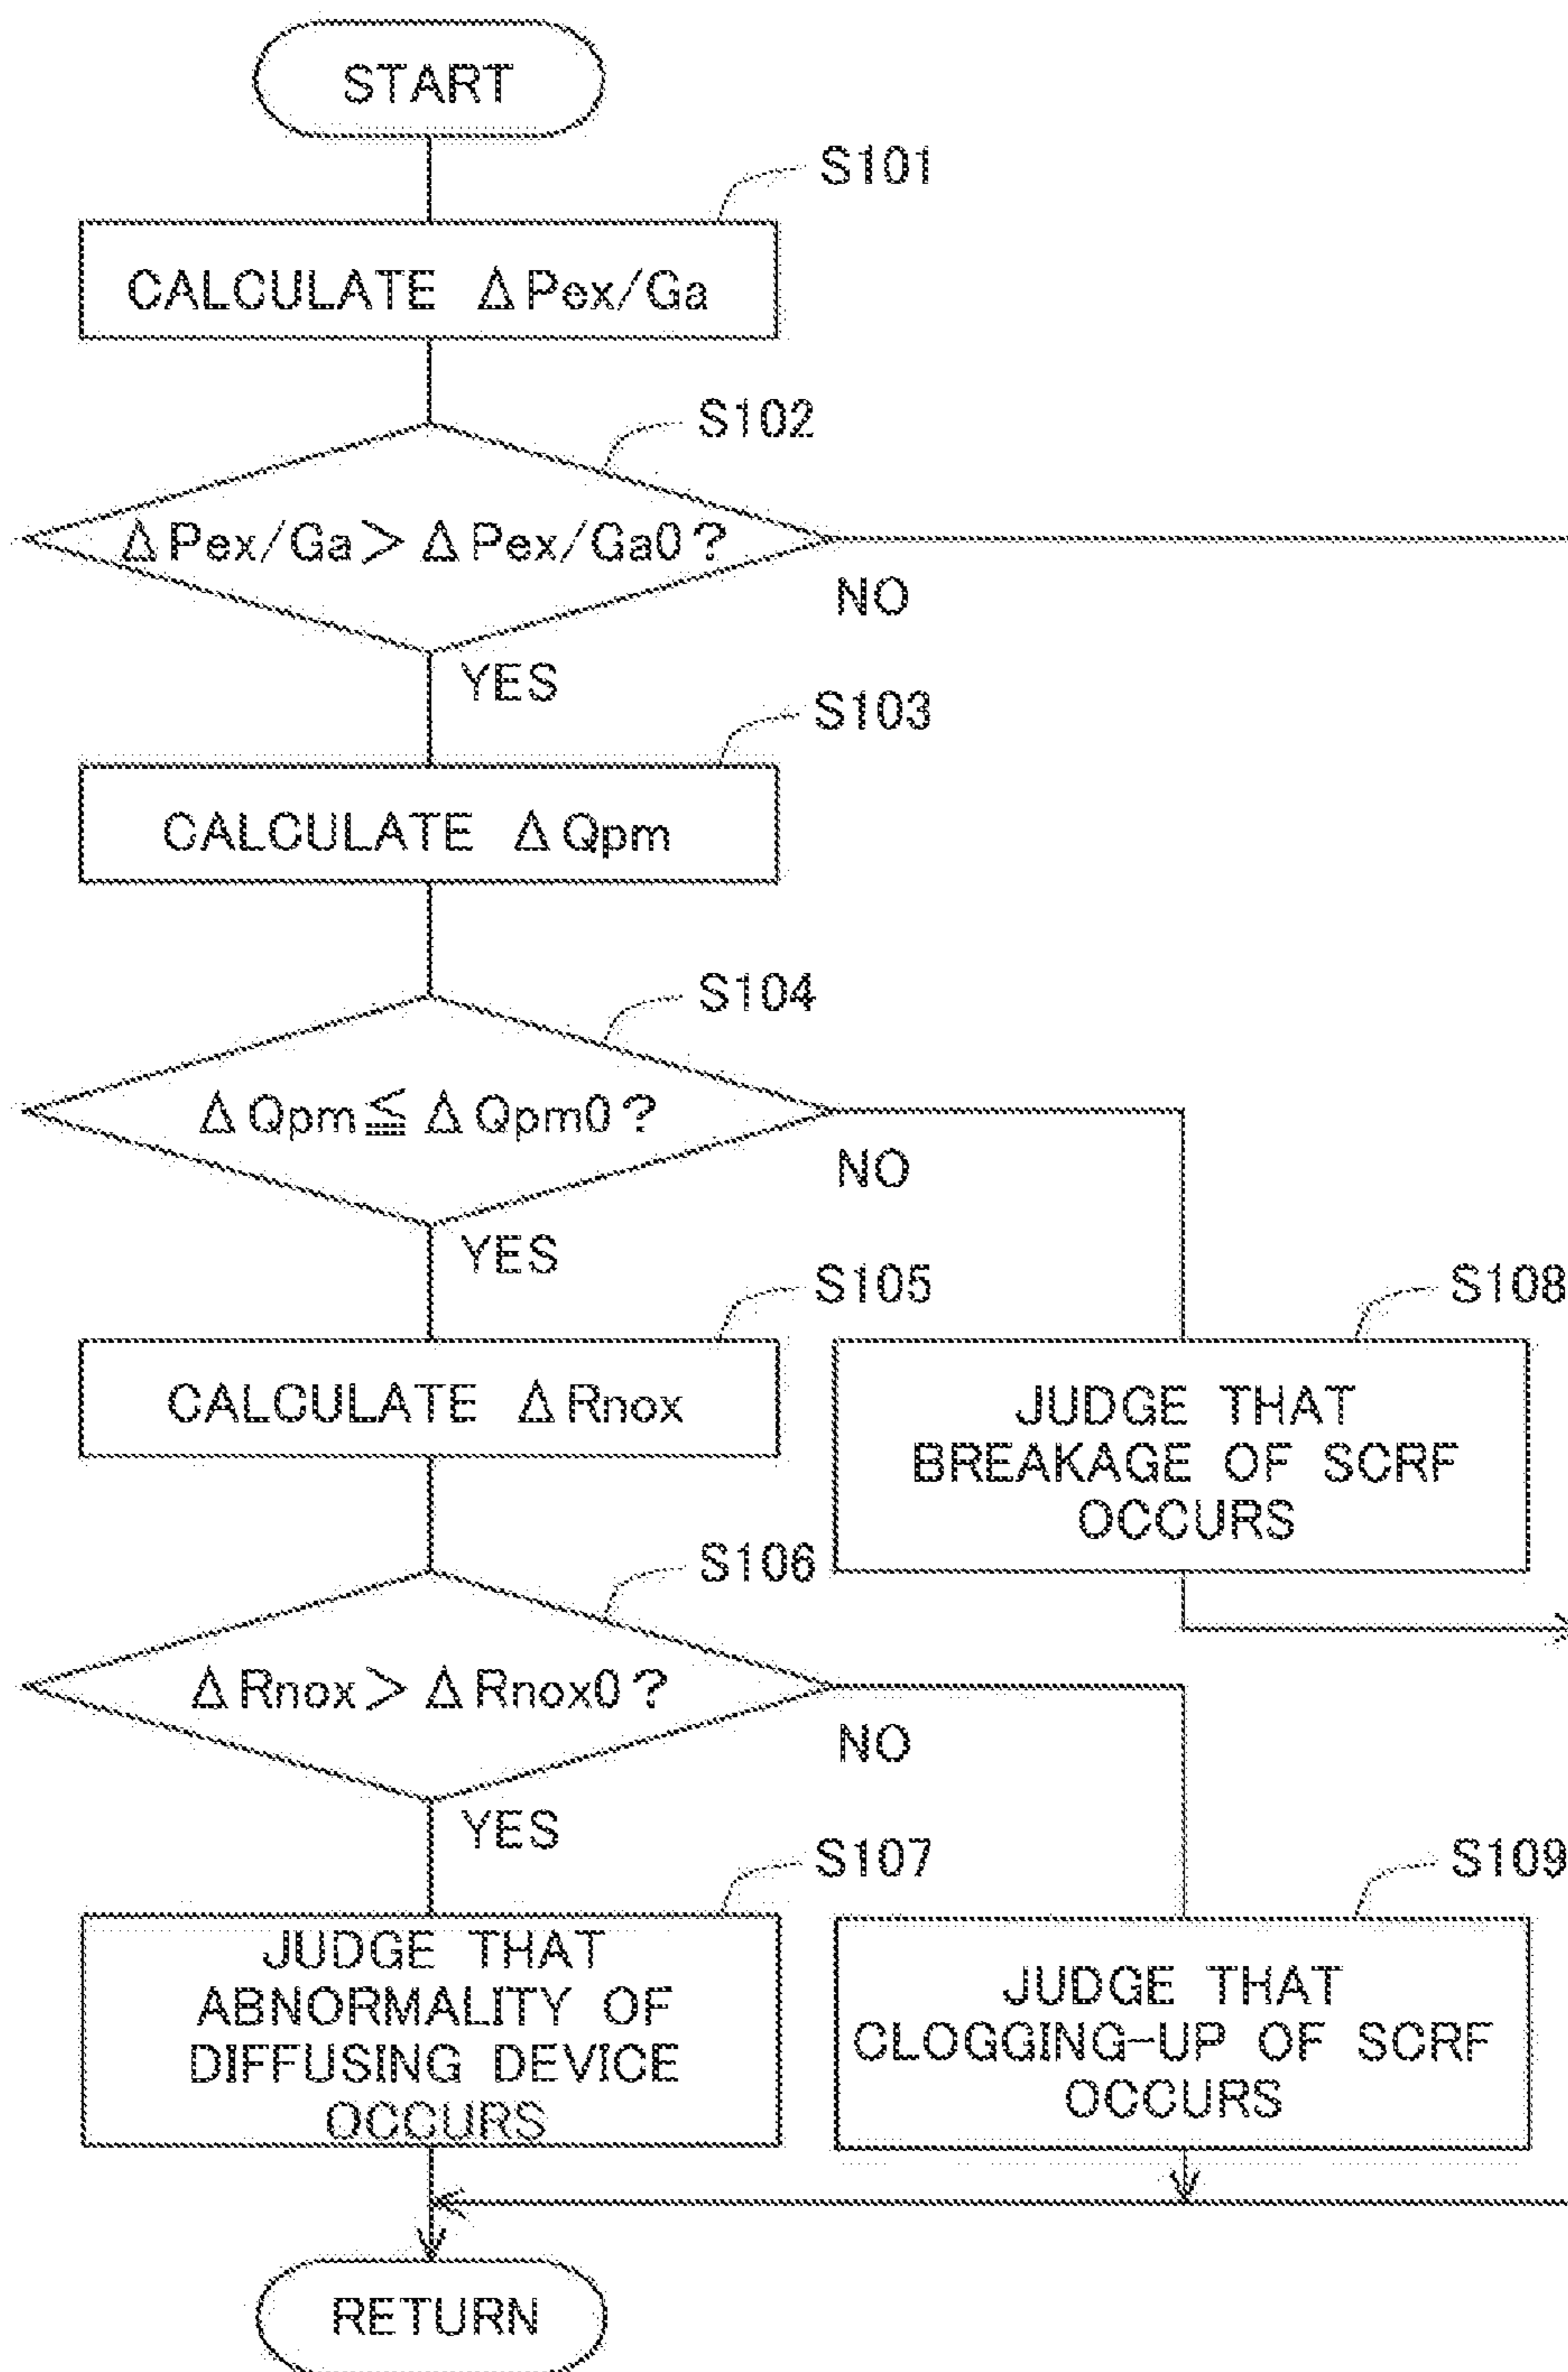 START
S101
CALCULATE ΔPex/Ga
S102
ΔPex/Ga>ΔPex/Ga0?
NO
YES
S103
CALCULATE ΔQpm
S104
ΔQpm≦ΔQpm0?
NO
YES
S105
S108
CALCULATE ΔRnox
JUDGE THAT
BREAKAGE OF SCRF
OCCURS
S106
ΔRnox>ΔRnox0?
NO
YES
S107
S109
JUDGE THAT
ABNORMALITY OF
DIFFUSING DEVICE
OCCURS
JUDGE THAT
CLOGGING-UP OF SCRF
OCCURS
RETURN